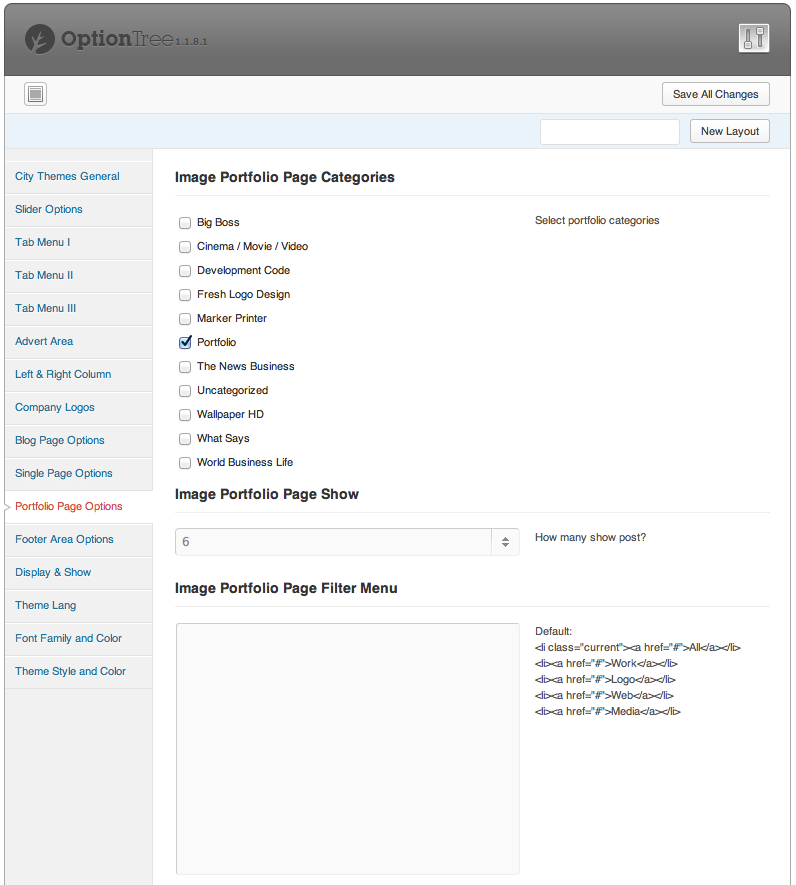 OptionTree 1.1.8.1
Save All Changes
New Layout
City Themes General
Slider Options
Tab Menu I
Tab Menu II
Tab Menu III
Advert Area
Left & Right Column
Company Logos
Blog Page Options
Single Page Options
Portfolio Page Options
Footer Area Options
Display & Show
Theme Lang
Font Family and Color
Theme Style and Color
Image Portfolio Page Categories
Big Boss
Cinema / Movie / Video
Development Code
Fresh Logo Design
Marker Printer
Portfolio
The News Business
Uncategorized
Wallpaper HD
What Says
World Business Life
Select portfolio categories
Image Portfolio Page Show
6
How many show post?
Image Portfolio Page Filter Menu
Default:
<li class="current"><a href="#">All</a></li>
<li><a href="#">Work</a></li>
<li><a href="#">Logo</a></li>
<li><a href="#">Web</a></li>
<li><a href="#">Media</a></li>